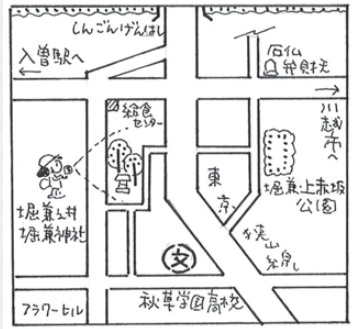 しんごんげんはし
入曽駅へ
石仏
弁財天
給食
センター
川越市へ
堀兼之井
堀兼神社
東京
狭山線
堀兼上赤坂
公園
文
フラワーヒル
秋草学園高校